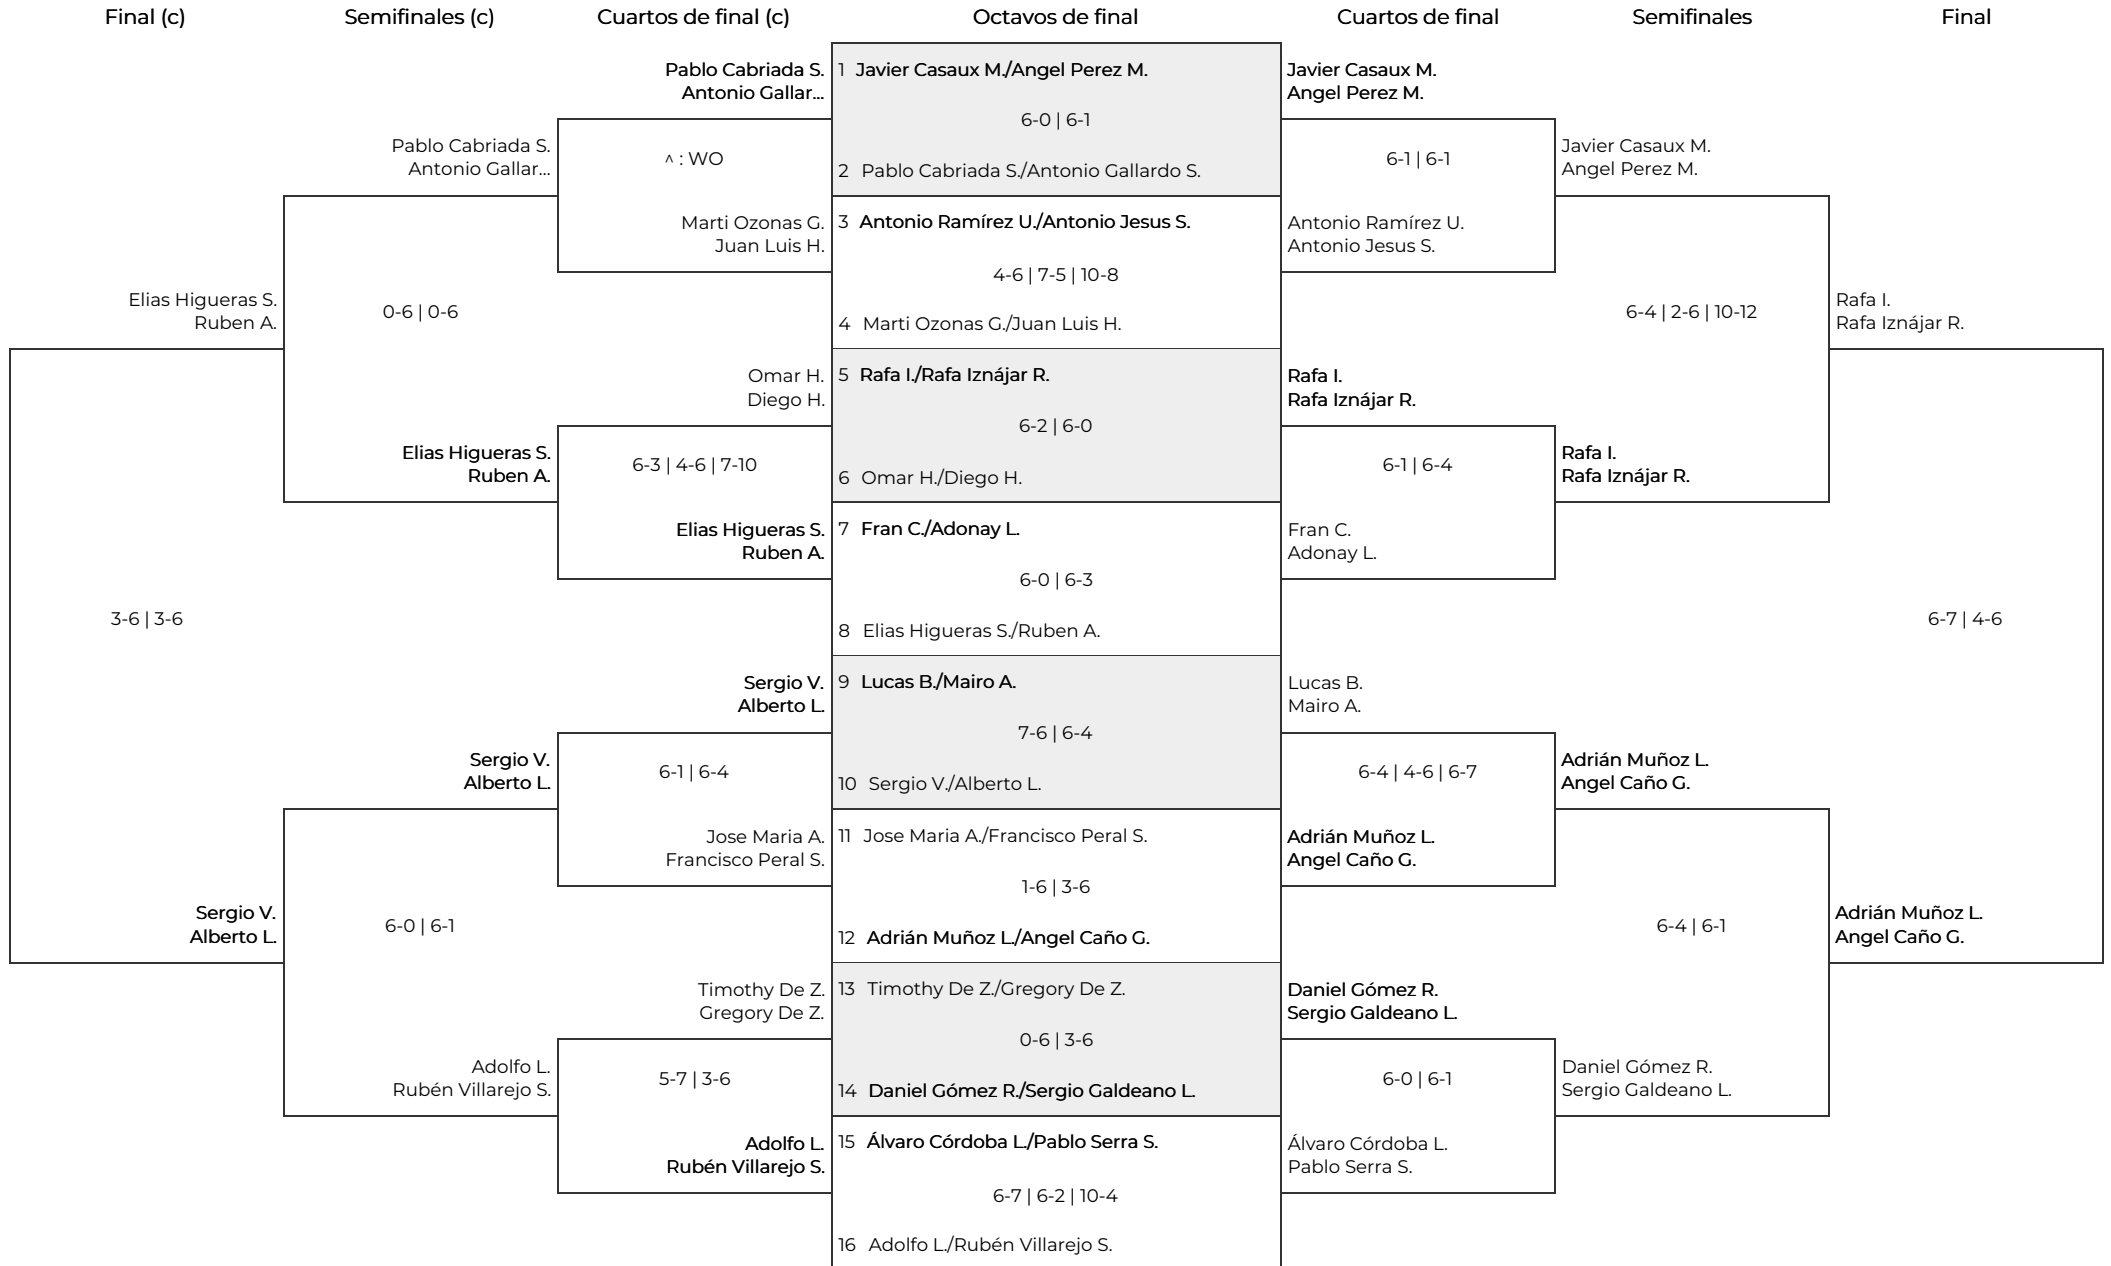 Final (c)
Semifinales (c)
Cuartos de final (c)
Octavos de final
Cuartos de final
Semifinales
Final
Elias Higueras S.
Ruben A.
3-6 | 3-6
Sergio V.
Alberto L.
Pablo Cabriada S.
Antonio Gallar...
0-6 | 0-6
Elias Higueras S.
Ruben A.
Sergio V.
Alberto L.
6-0 | 6-1
Adolfo L.
Rubén Villarejo S.
Pablo Cabriada S.
Antonio Gallar...
^ : WO
Marti Ozonas G.
Juan Luis H.
Omar H.
Diego H.
6-3 | 4-6 | 7-10
Elias Higueras S.
Ruben A.
Sergio V.
Alberto L.
6-1 | 6-4
Jose Maria A.
Francisco Peral S.
Timothy De Z.
Gregory De Z.
5-7 | 3-6
Adolfo L.
Rubén Villarejo S.
1 Javier Casaux M./Angel Perez M.
6-0 | 6-1
2 Pablo Cabriada S./Antonio Gallardo S.
3 Antonio Ramírez U./Antonio Jesus S.
4-6 | 7-5 | 10-8
4 Marti Ozonas G./Juan Luis H.
5 Rafa I./Rafa Iznájar R.
6-2 | 6-0
6 Omar H./Diego H.
7 Fran C./Adonay L.
6-0 | 6-3
8 Elias Higueras S./Ruben A.
9 Lucas B./Mairo A.
7-6 | 6-4
10 Sergio V./Alberto L.
11 Jose Maria A./Francisco Peral S.
1-6 | 3-6
12 Adrián Muñoz L./Angel Caño G.
13 Timothy De Z./Gregory De Z.
0-6 | 3-6
14 Daniel Gómez R./Sergio Galdeano L.
15 Álvaro Córdoba L./Pablo Serra S.
6-7 | 6-2 | 10-4
16 Adolfo L./Rubén Villarejo S.
Javier Casaux M.
Angel Perez M.
6-1 | 6-1
Antonio Ramírez U.
Antonio Jesus S.
Rafa I.
Rafa Iznájar R.
6-1 | 6-4
Fran C.
Adonay L.
Lucas B.
Mairo A.
6-4 | 4-6 | 6-7
Adrián Muñoz L.
Angel Caño G.
Daniel Gómez R.
Sergio Galdeano L.
6-0 | 6-1
Álvaro Córdoba L.
Pablo Serra S.
Javier Casaux M.
Angel Perez M.
6-4 | 2-6 | 10-12
Rafa I.
Rafa Iznájar R.
Adrián Muñoz L.
Angel Caño G.
6-4 | 6-1
Daniel Gómez R.
Sergio Galdeano L.
Rafa I.
Rafa Iznájar R.
6-7 | 4-6
Adrián Muñoz L.
Angel Caño G.